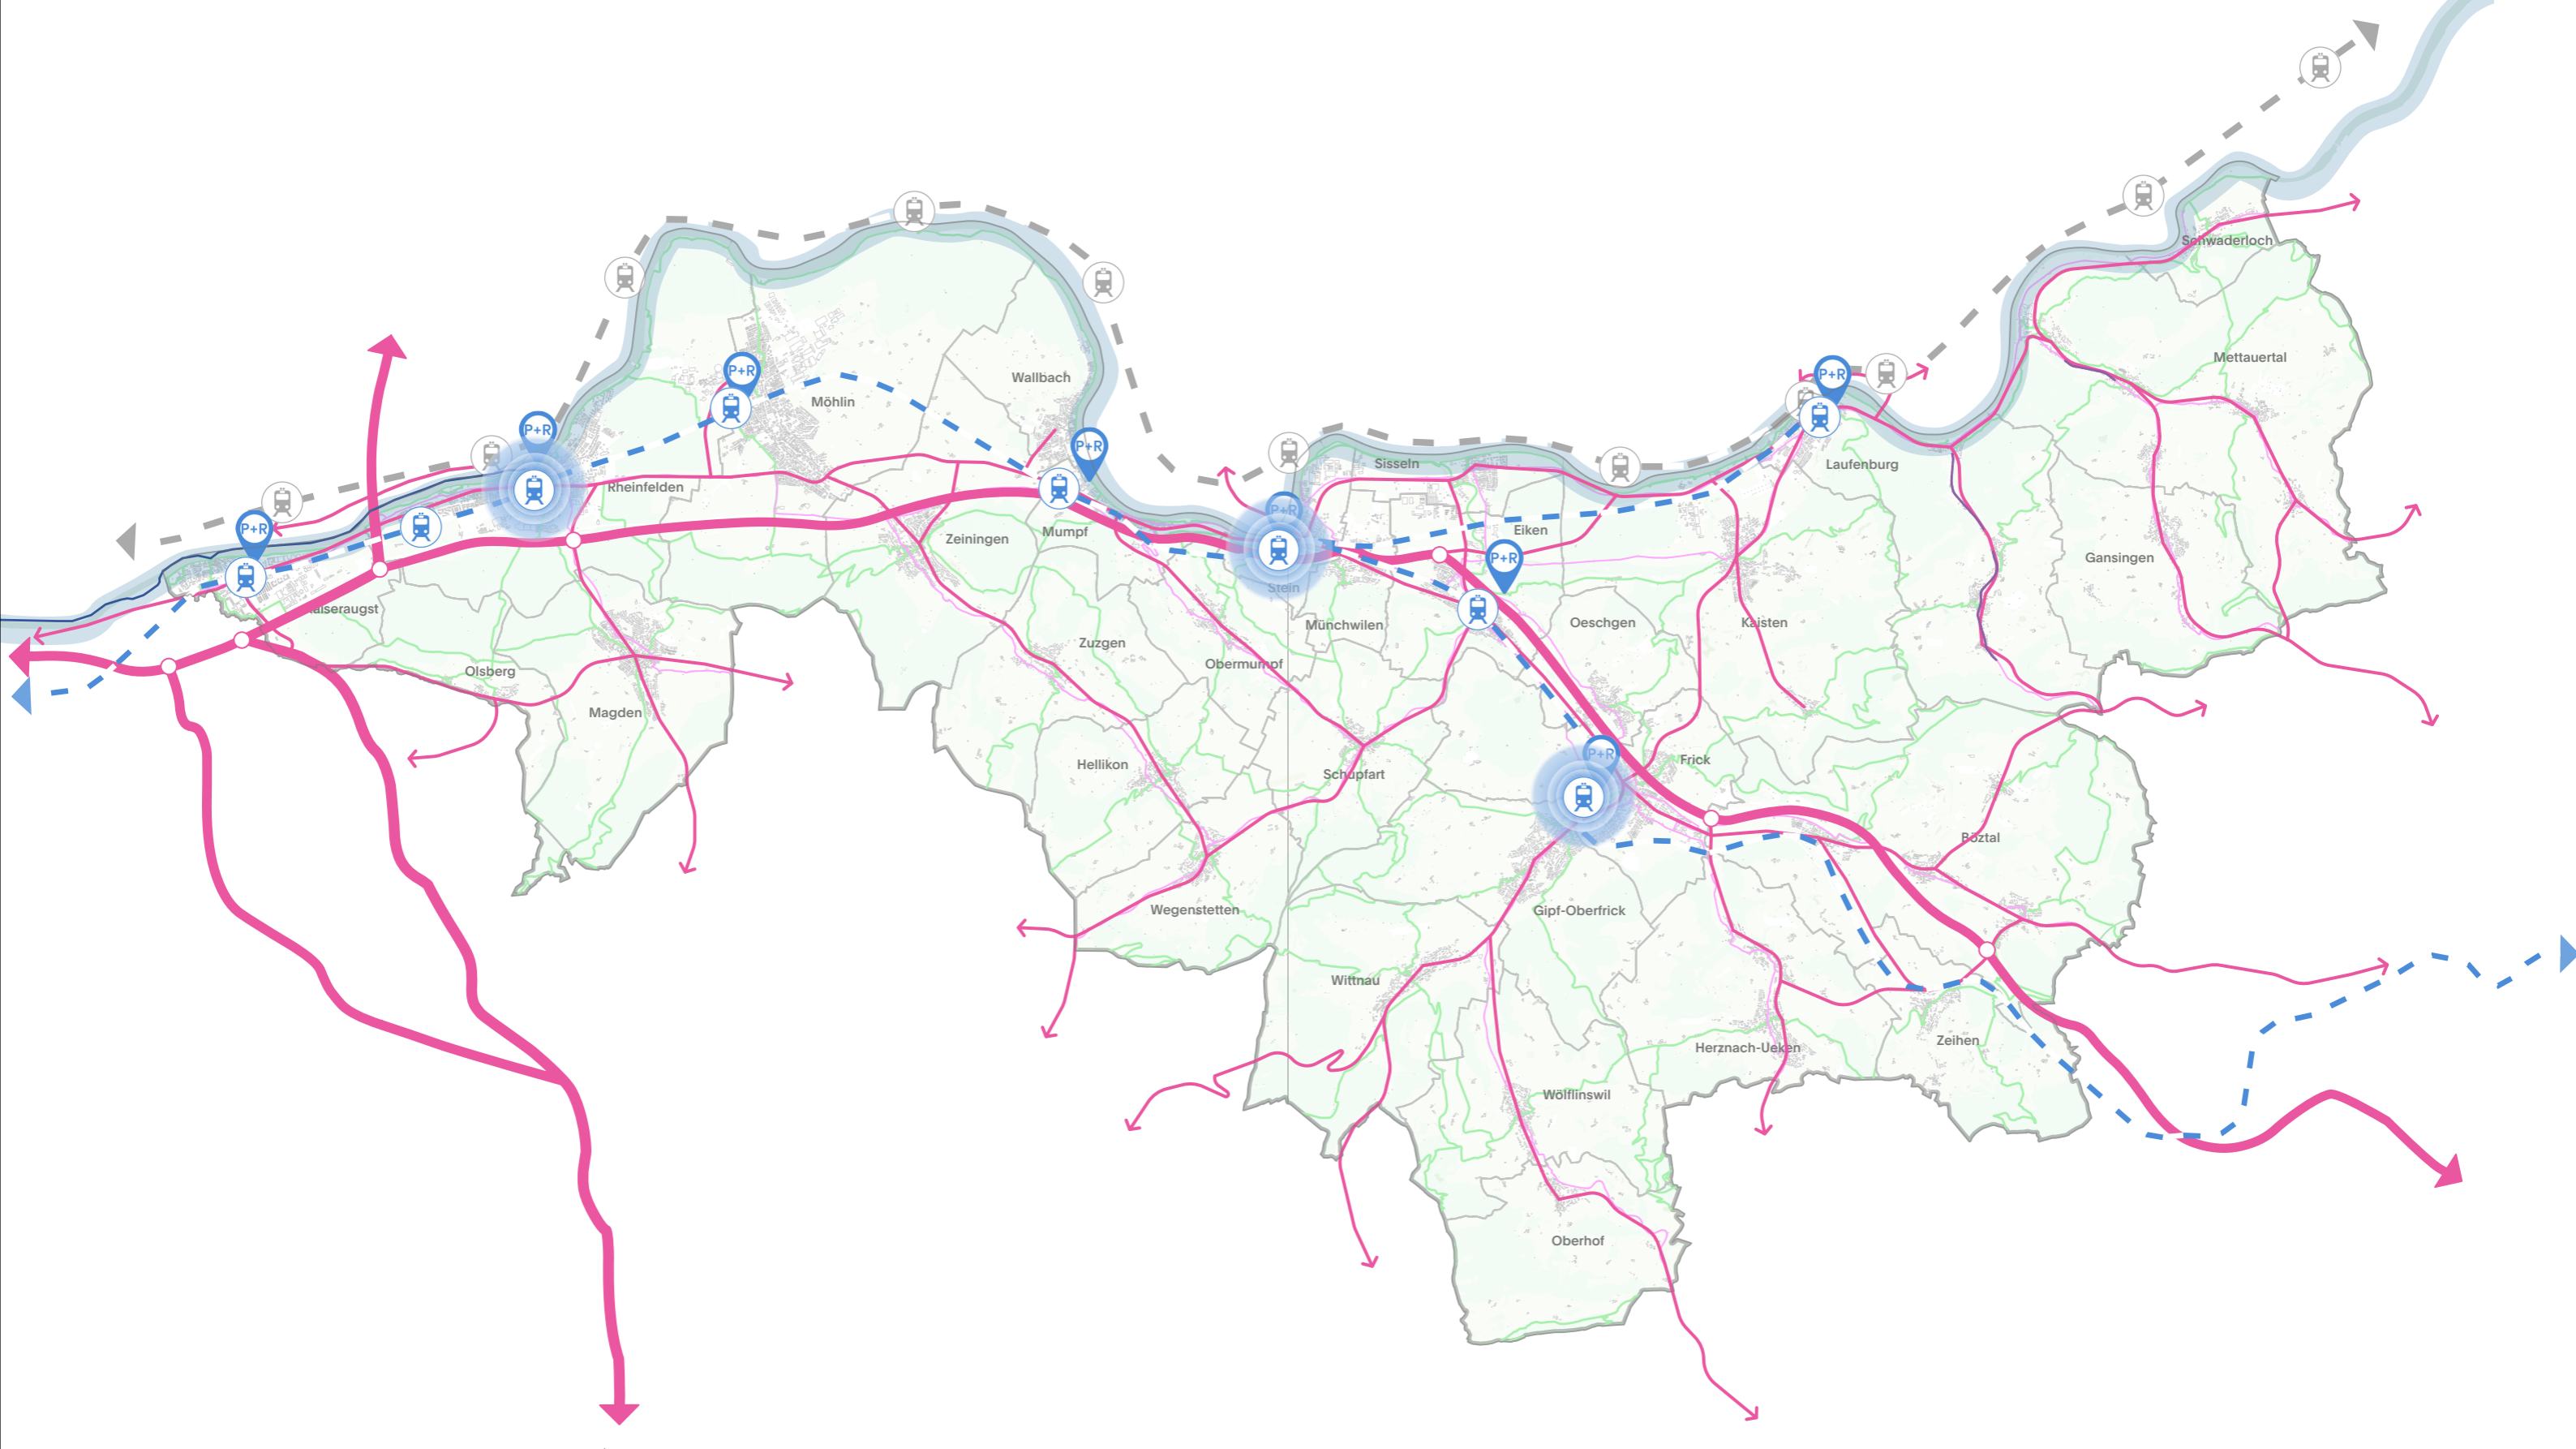 Schwaderloch
Mettauertal
P+R
P+R
Wallbach
Möhlin
P+R
P+R
Sisseln
Laufenburg
Rheinfelden
P+R
P+R
Mumpf
Zeiningen
Eiken
P+R
Gansingen
Stein
Kaiseraugst
Münchwilen
Oeschgen
Kaisten
Zuzgen
Obermumpf
Olsberg
Magden
P+R
Frick
Hellikon
Schupfart
Böztal
Wegenstetten
Gipf-Oberfrick
Wittnau
Zeihen
Herznach-Ueken
Wölflinswil
Oberhof